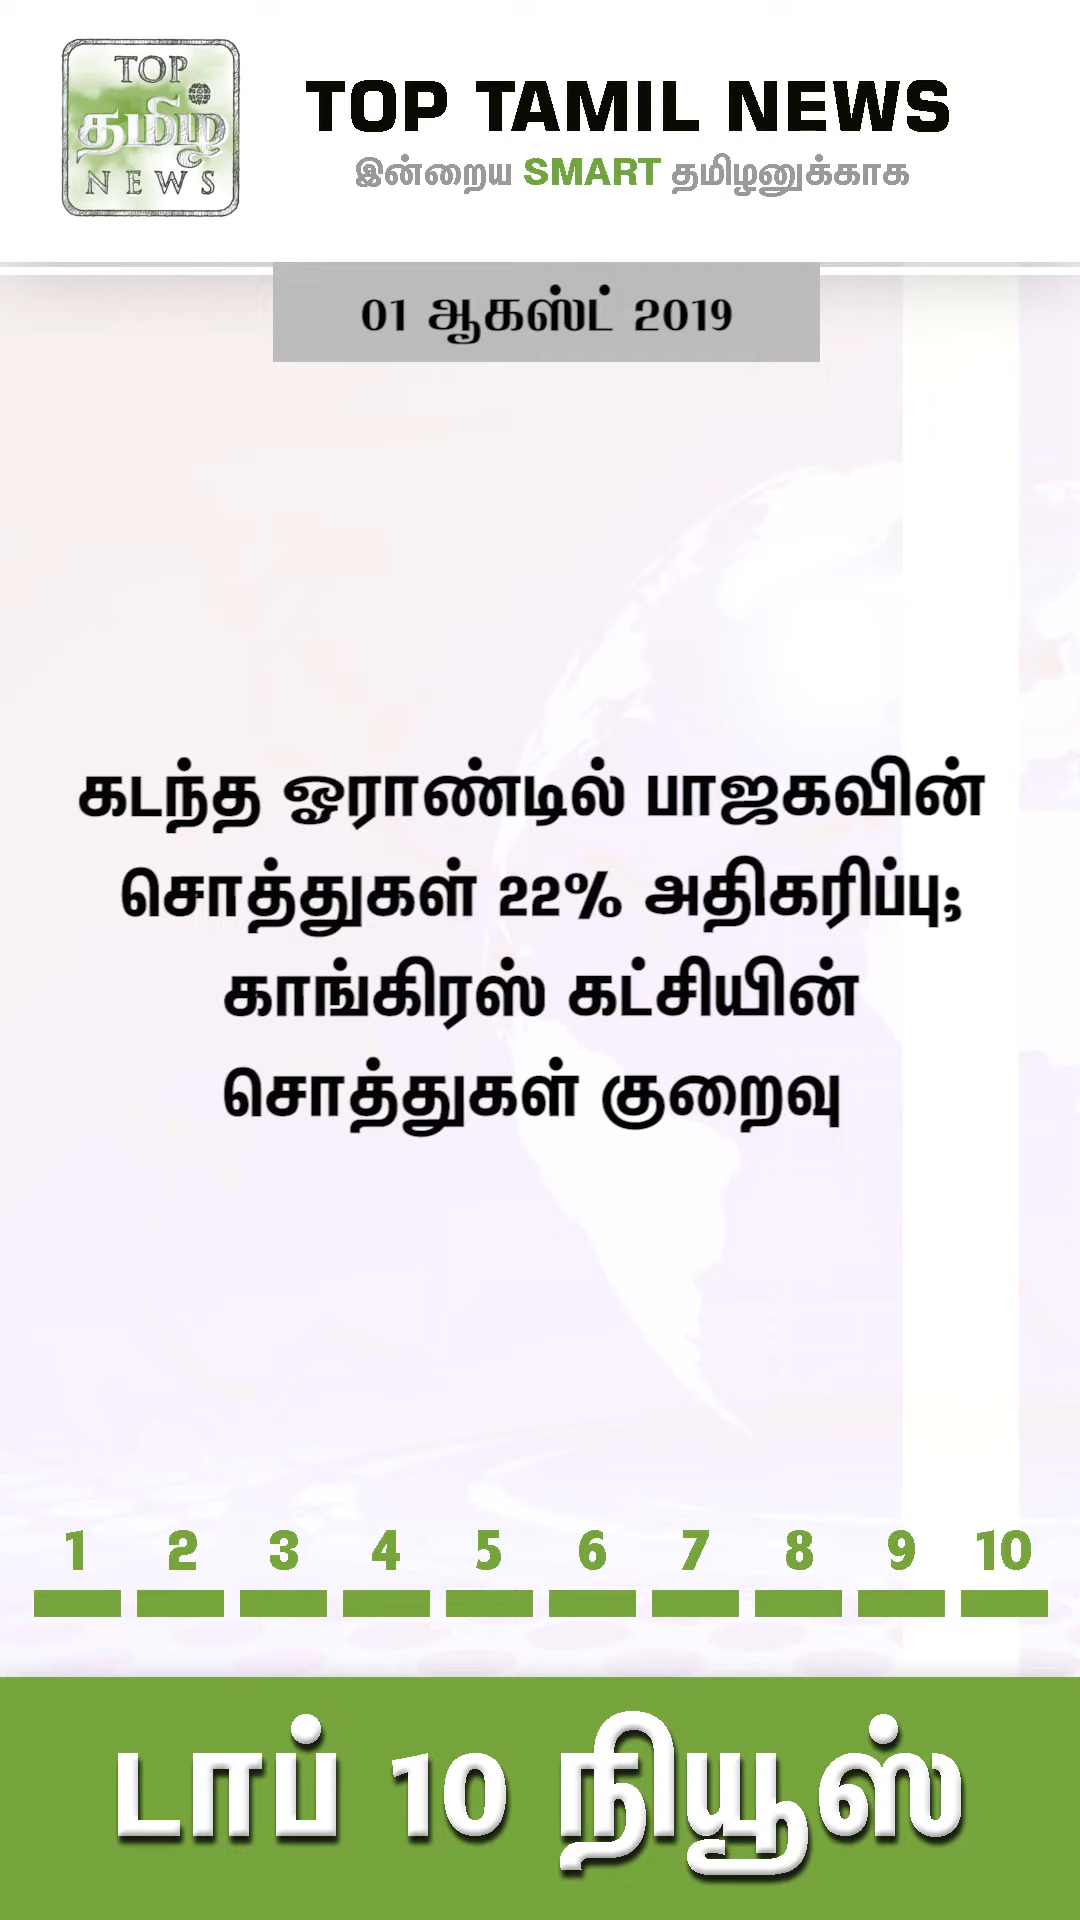 TOP
தமிழ்
NEWS
TOP TAMIL NEWS
இன்றைய SMART தமிழனுக்காக
01 ஆகஸ்ட் 2019
கடந்த ஓராண்டில் பாஜகவின்
சொத்துகள் 22% அதிகரிப்பு;
காங்கிரஸ் கட்சியின்
சொத்துகள் குறைவு
1 2 3 4 5 6 7 8 9 10
டாப் 10 நியூஸ்